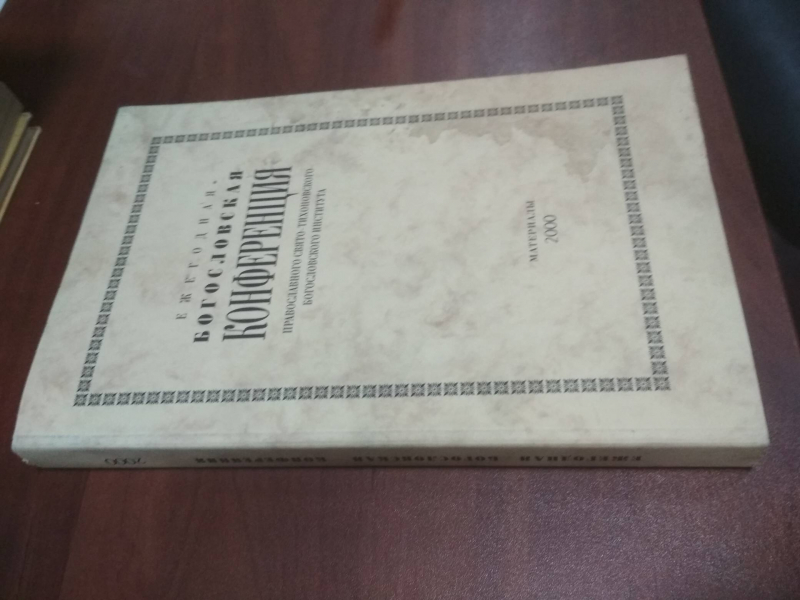 ЕЖЕГОДНАЯ
БОГОСЛОВСКАЯ
КОНФЕРЕНЦИЯ
ПРАВОСЛАВНОГО СВЯТО-ТИХОНОВСКОГО
БОГОСЛОВСКОГО ИНСТИТУТА
МАТЕРИАЛЫ
2000
ЕЖЕГОДНАЯ БОГОСЛОВСКАЯ КОНФЕРЕНЦИЯ 2000